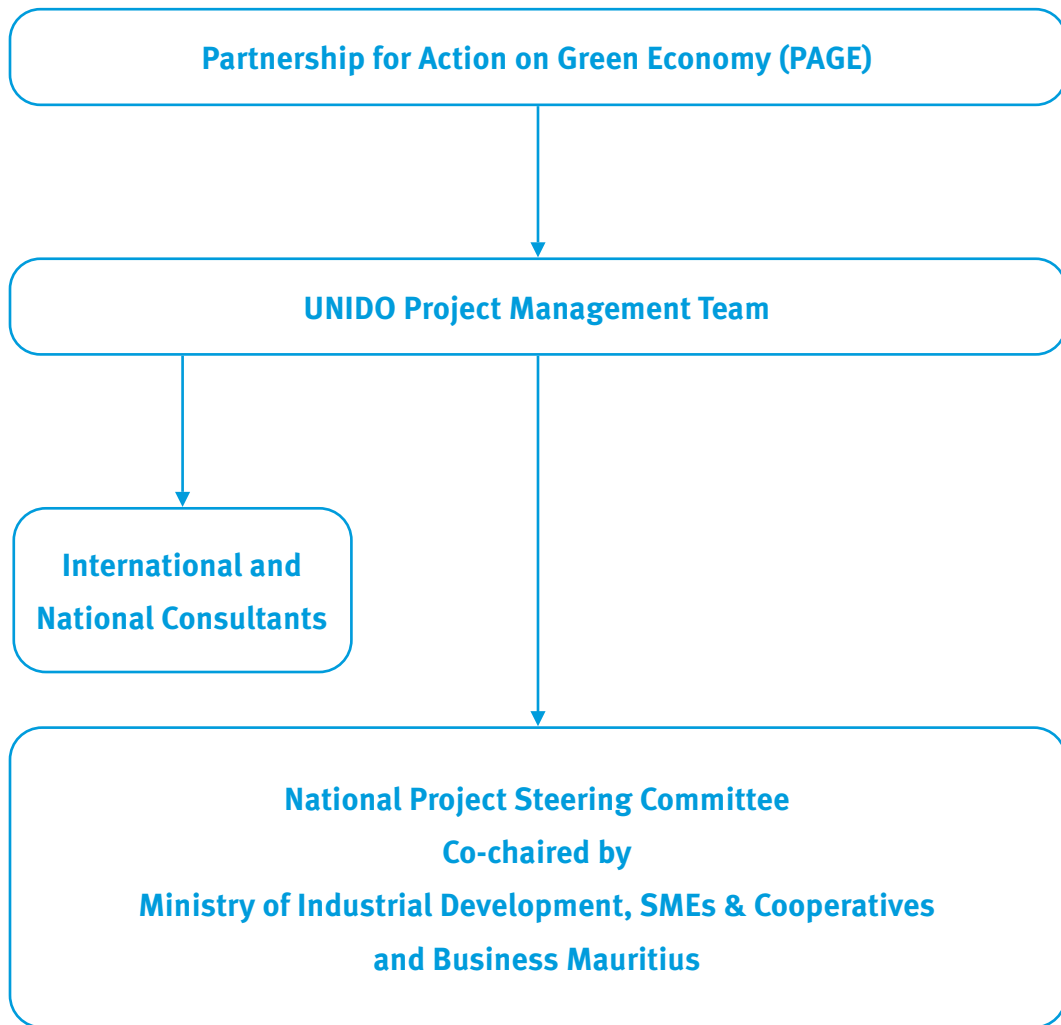 Partnership for Action on Green Economy (PAGE)
UNIDO Project Management Team
International and
National Consultants
National Project Steering Committee
Co-chaired by
Ministry of Industrial Development, SMEs & Cooperatives
and Business Mauritius